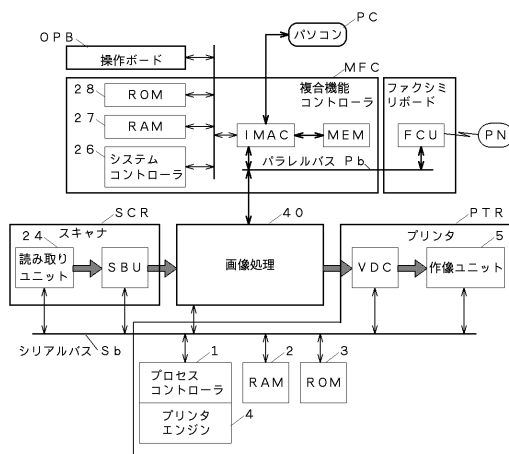 OPB
操作ボード
PC
パソコン
MFC
28
ROM
27
RAM
26
システム
コントローラ
複合機能
コントローラ
IMAC
MEM
パラレルバス Pb
ファクシミ
リボード
FCU
PN
SCR
24
スキャナ
読み取り
ユニット
SBU
40
画像処理
PTR
プリンタ
5
VDC
作像ユニット
シリアルバス Sb
1
プロセス
コントローラ
プリンタ
エンジン
4
2
RAM
3
ROM